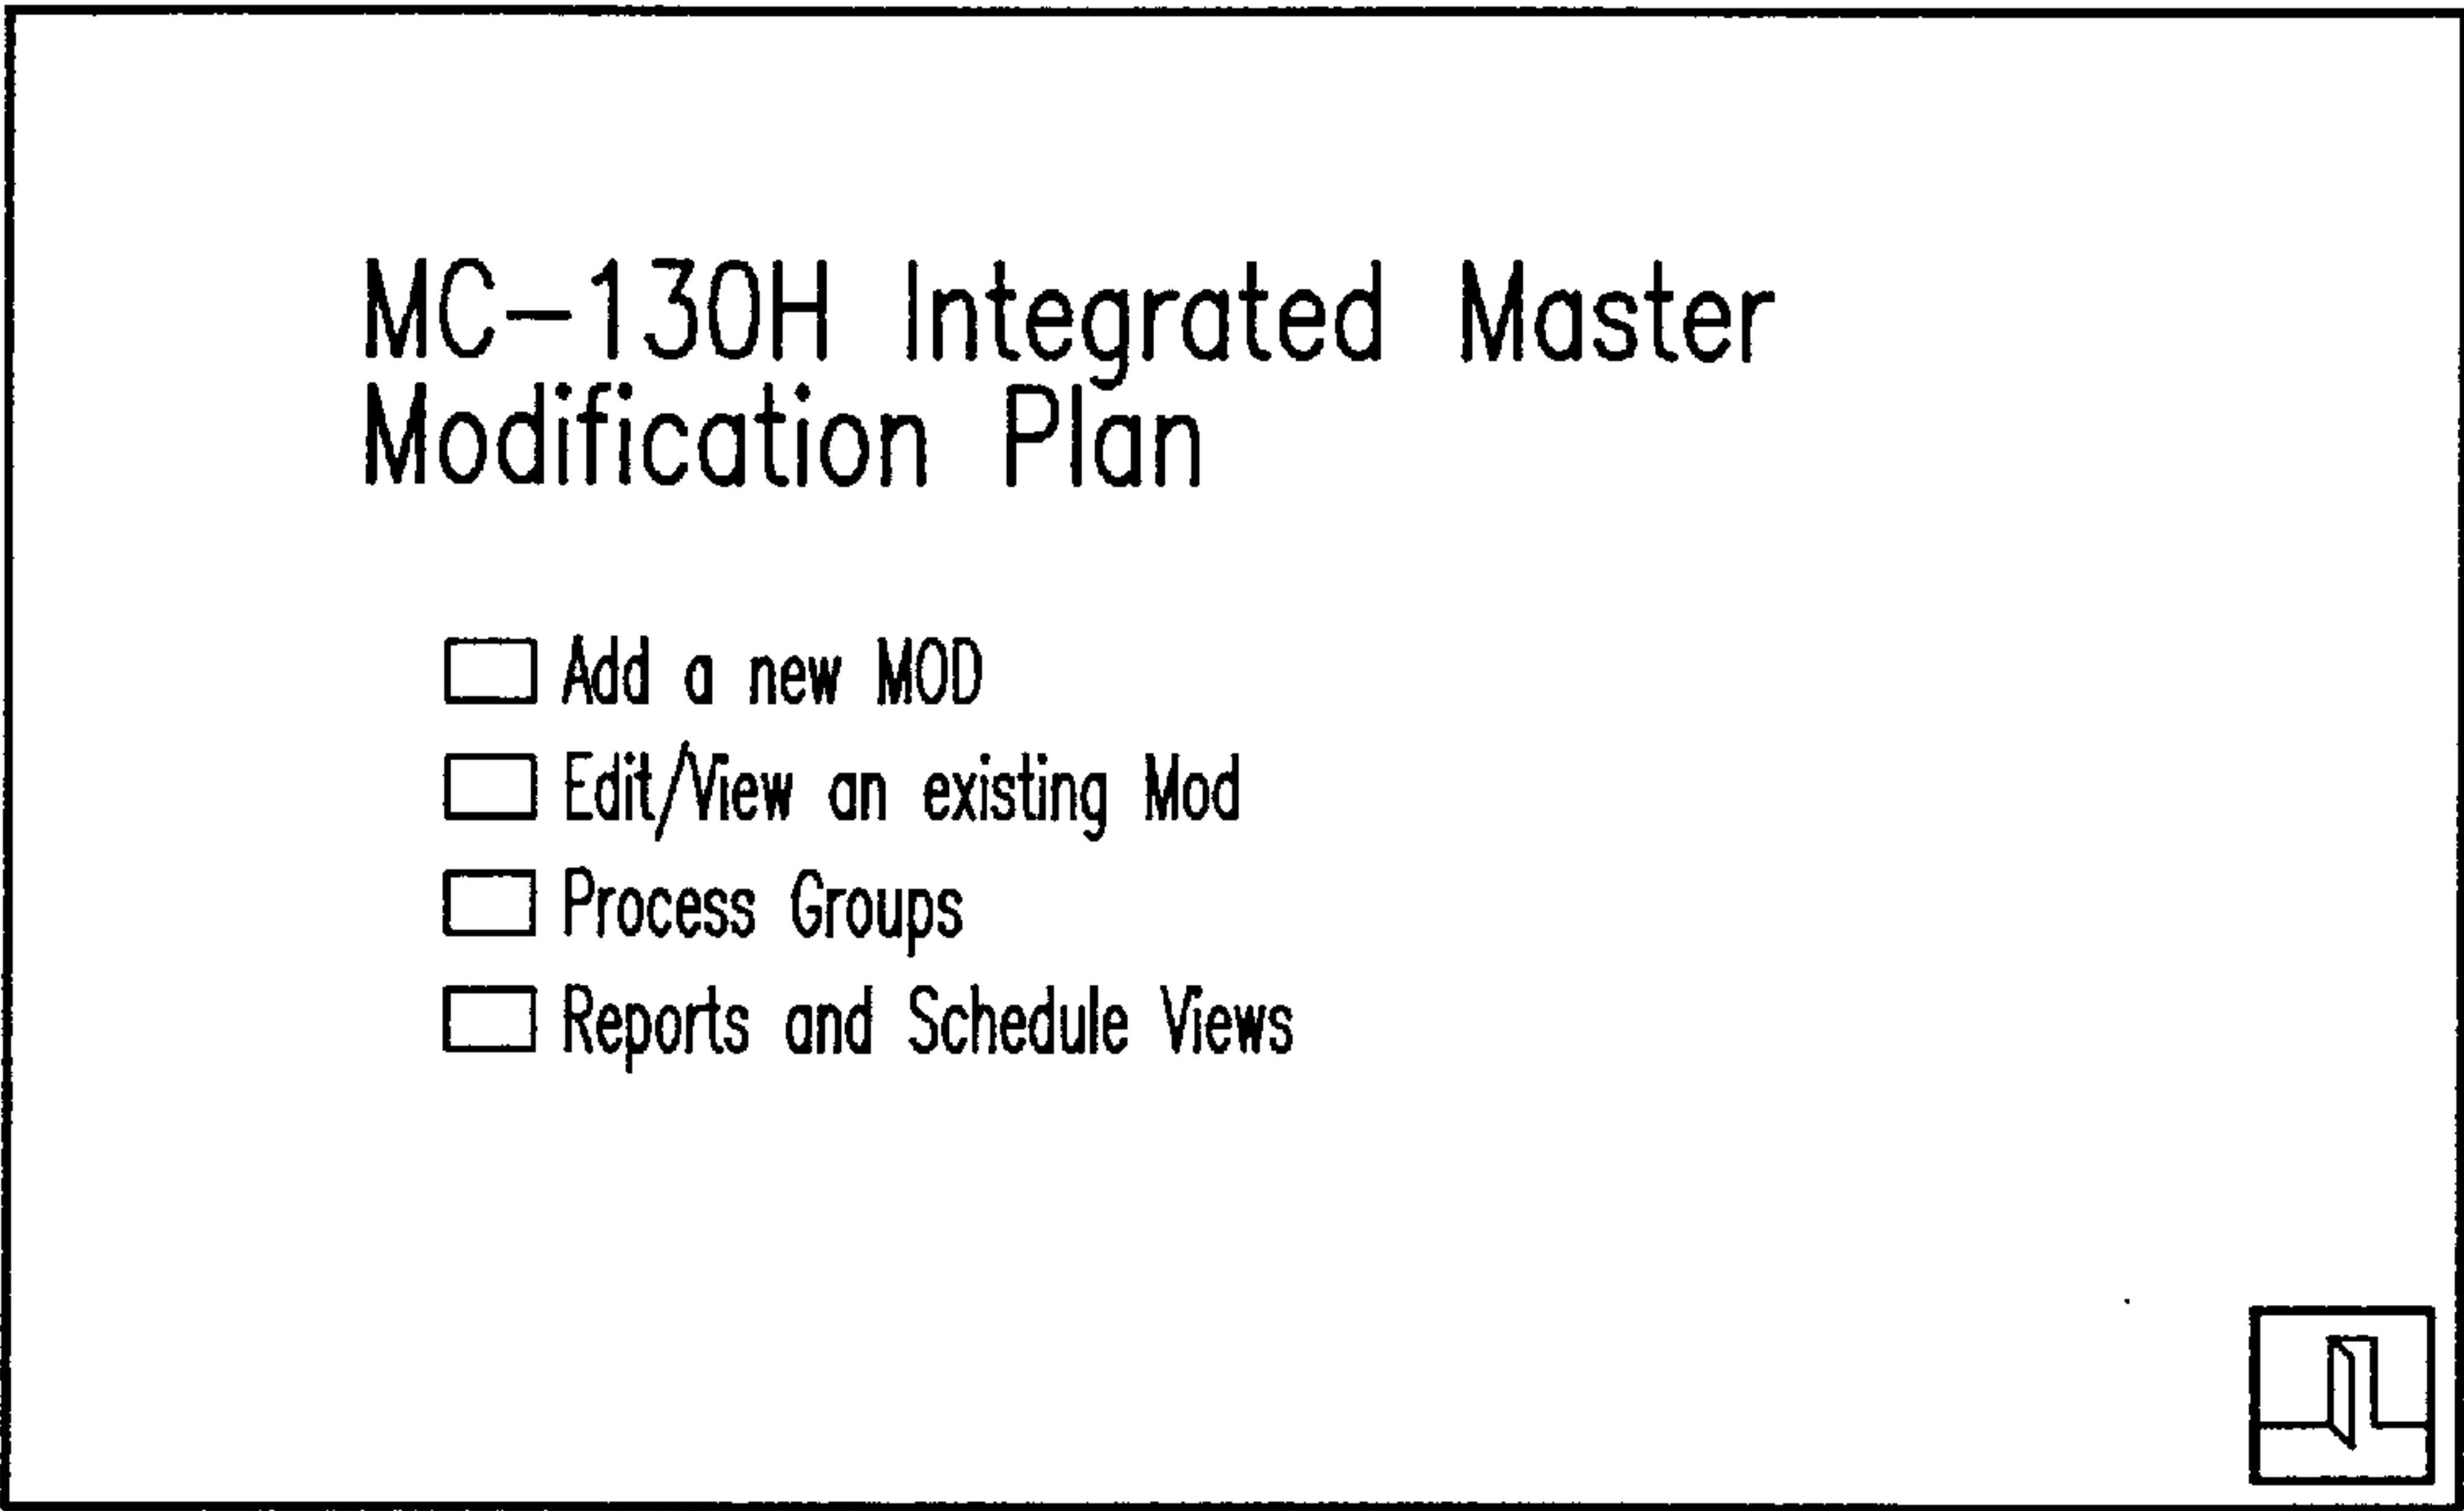 MC-130H Integrated Master
Modification Plan
Add a new MOD
Edit/View an existing Mod
Process Groups
Reports and Schedule Views